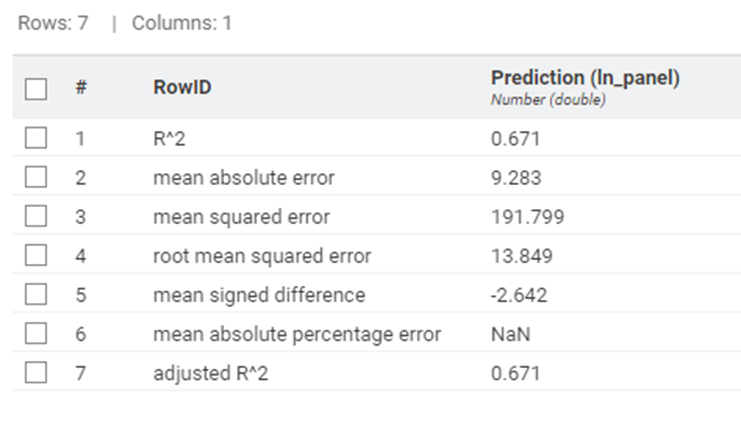 Rows: 7 | Columns: 1
# RowID Prediction (ln_panel)
Number (double)
1 R^2 0.671
2 mean absolute error 9.283
3 mean squared error 191.799
4 root mean squared error 13.849
5 mean signed difference -2.642
6 mean absolute percentage error NaN
7 adjusted R^2 0.671